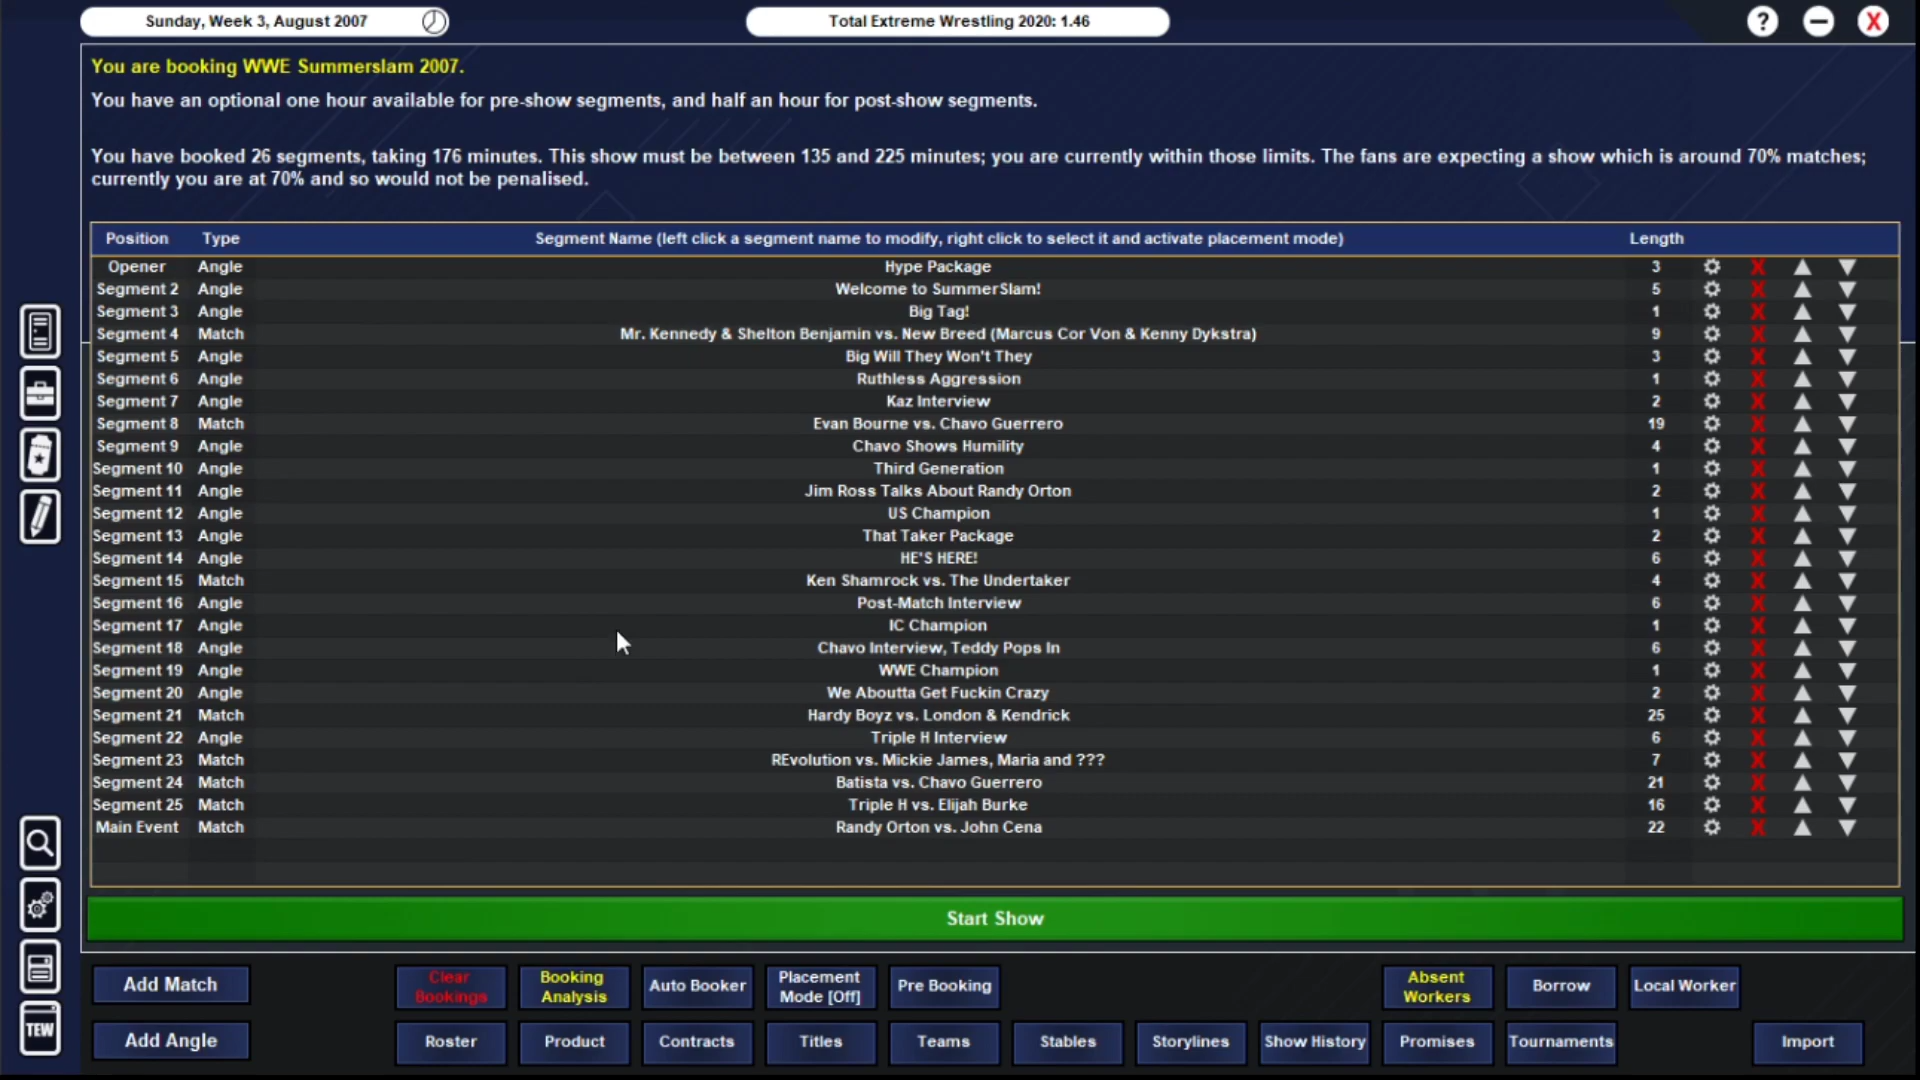 Sunday, Week 3, August 2007
Total Extreme Wrestling 2020: 1.46
?
X
You are booking WWE Summerslam 2007.
You have an optional one hour available for pre-show segments, and half an hour for post-show segments.
You have booked 26 segments, taking 176 minutes. This show must be between 135 and 225 minutes; you are currently within those limits. The fans are expecting a show which is around 70% matches;
currently you are at 70% and so would not be penalised.
Position Type Segment Name (left click a segment name to modify, right click to select it and activate placement mode) Length
Opener Angle Hype Package 3 X
Segment 2 Angle Welcome to SummerSlam! 5 X
Segment 3 Angle Big Tag! 1 X
Segment 4 Match Mr. Kennedy & Shelton Benjamin vs. New Breed (Marcus Cor Von & Kenny Dykstra) 9 X
Segment 5 Angle Big Will They Won't They 3 X
Segment 6 Angle Ruthless Aggression 1 X
Segment 7 Angle Kaz Interview 2 X
Segment 8 Match Evan Bourne vs. Chavo Guerrero 19 X
Segment 9 Angle Chavo Shows Humility 4 X
Segment 10 Angle Third Generation 1 X
Segment 11 Angle Jim Ross Talks About Randy Orton 2 X
Segment 12 Angle US Champion 1 X
Segment 13 Angle That Taker Package 2 X
Segment 14 Angle HE'S HERE! 6 X
Segment 15 Match Ken Shamrock vs. The Undertaker 4 X
Segment 16 Angle Post-Match Interview 6 X
Segment 17 Angle IC Champion 1 X
Segment 18 Angle Chavo Interview, Teddy Pops In 6 X
Segment 19 Angle WWE Champion 1 X
Segment 20 Angle We Aboutta Get Fuckin Crazy 2 X
Segment 21 Match Hardy Boyz vs. London & Kendrick 25 X
Segment 22 Angle Triple H Interview 6 X
Segment 23 Match REvolution vs. Mickie James, Maria and ??? 7 X
Segment 24 Match Batista vs. Chavo Guerrero 21 X
Segment 25 Match Triple H vs. Elijah Burke 16 X
Main Event Match Randy Orton vs. John Cena 22 X
Start Show
Add Match
Clear Bookings
Booking Analysis
Auto Booker
Placement Mode [Off]
Pre Booking
Absent Workers
Borrow
Local Worker
TEW
Add Angle
Roster
Product
Contracts
Titles
Teams
Stables
Storylines
Show History
Promises
Tournaments
Import